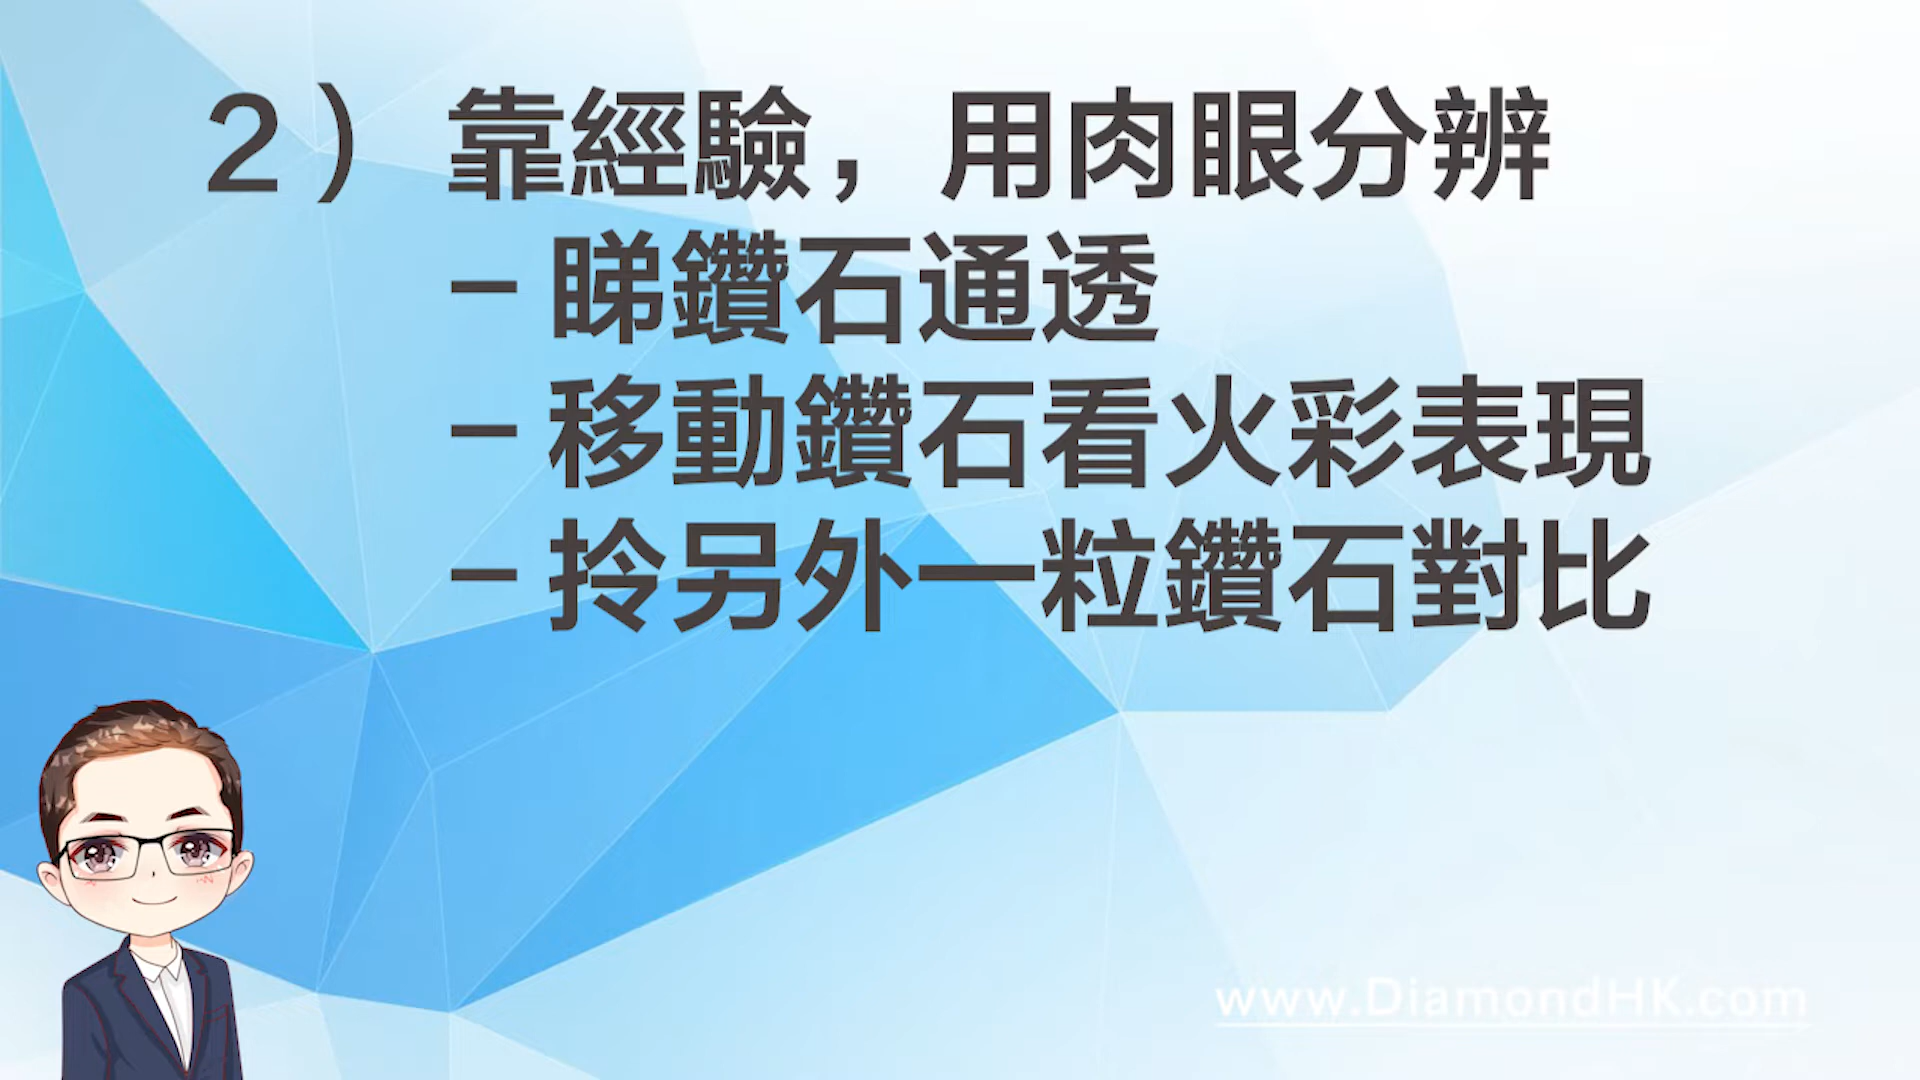 2） 靠經驗，用肉眼分辨
－睇鑽石通透
－移動鑽石看火彩表現
－拎另外一粒鑽石對比
www.DiamondHK.com